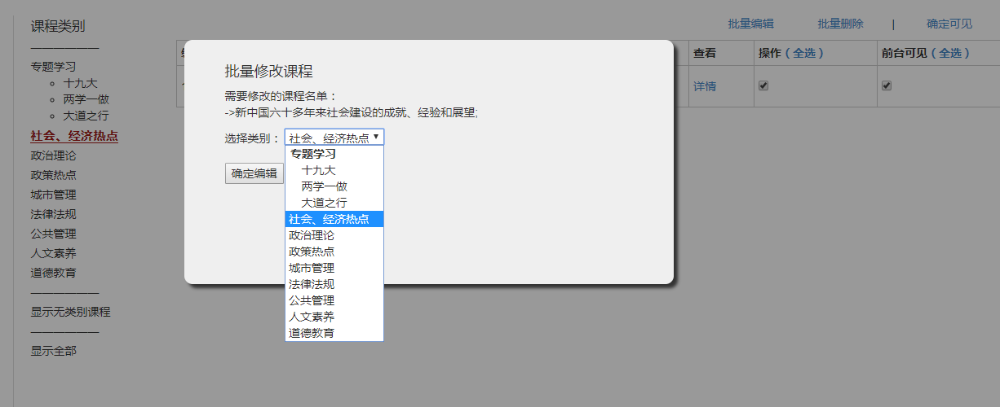 课程类别
专题学习
十九大
两学一做
大道之行
社会、经济热点
政治理论
政策热点
城市管理
法律法规
公共管理
人文素养
道德教育
显示无类别课程
显示全部
批量编辑 批量删除 | 确定可见
查看 操作（全选） 前台可见（全选）
详情
批量修改课程
需要修改的课程名单：
->新中国六十多年来社会建设的成就、经验和展望;
选择类别： 社会、经济热点
专题学习
十九大
两学一做
大道之行
社会、经济热点
政治理论
政策热点
城市管理
法律法规
公共管理
人文素养
道德教育
确定编辑